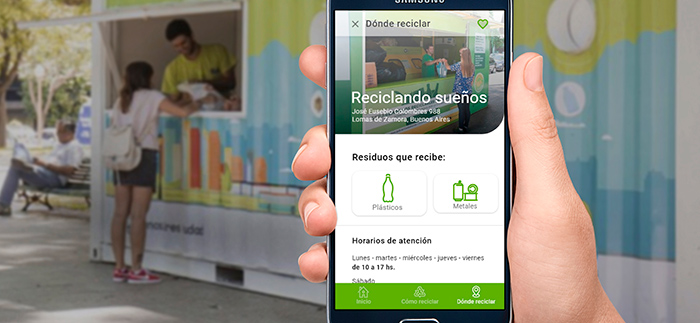 SAMSUNG
Dónde reciclar
Reciclando sueños
José Eusebio Colombres 988
Lomas de Zamora, Buenos Aires
Residuos que recibe:
Plásticos
Metales
Horarios de atención
Lunes - martes - miércoles - jueves - viernes
de 10 a 17 hs.
Sábado
Inicio
Cómo reciclar
Dónde reciclar